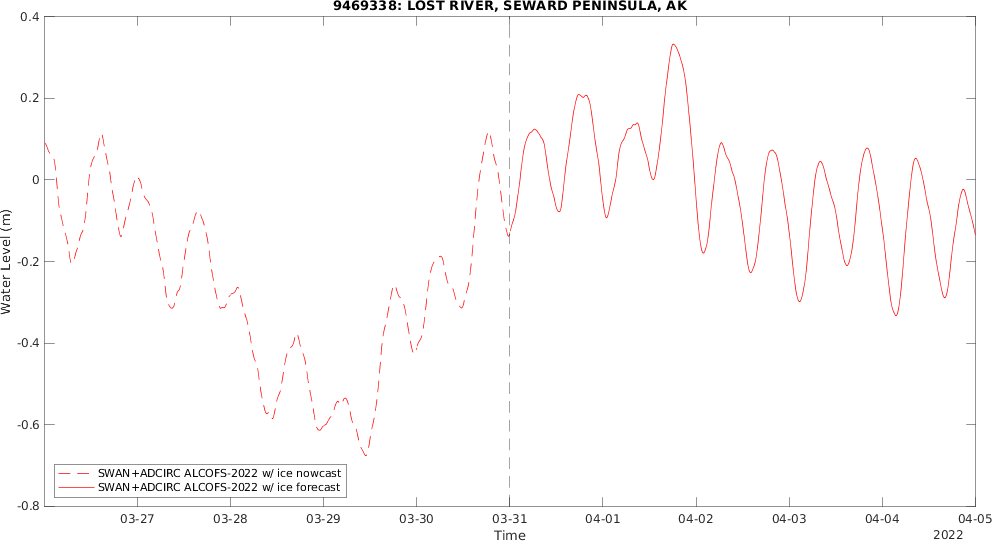 9469338: LOST RIVER, SEWARD PENINSULA, AK
0.4
0.2
0
-0.2
-0.4
-0.6
-0.8
Water Level (m)
SWAN+ADCIRC ALCOFS-2022 w/ ice nowcast
SWAN+ADCIRC ALCOFS-2022 w/ ice forecast
03-27 03-28 03-29 03-30 03-31 04-01 04-02 04-03 04-04 04-05
Time
2022